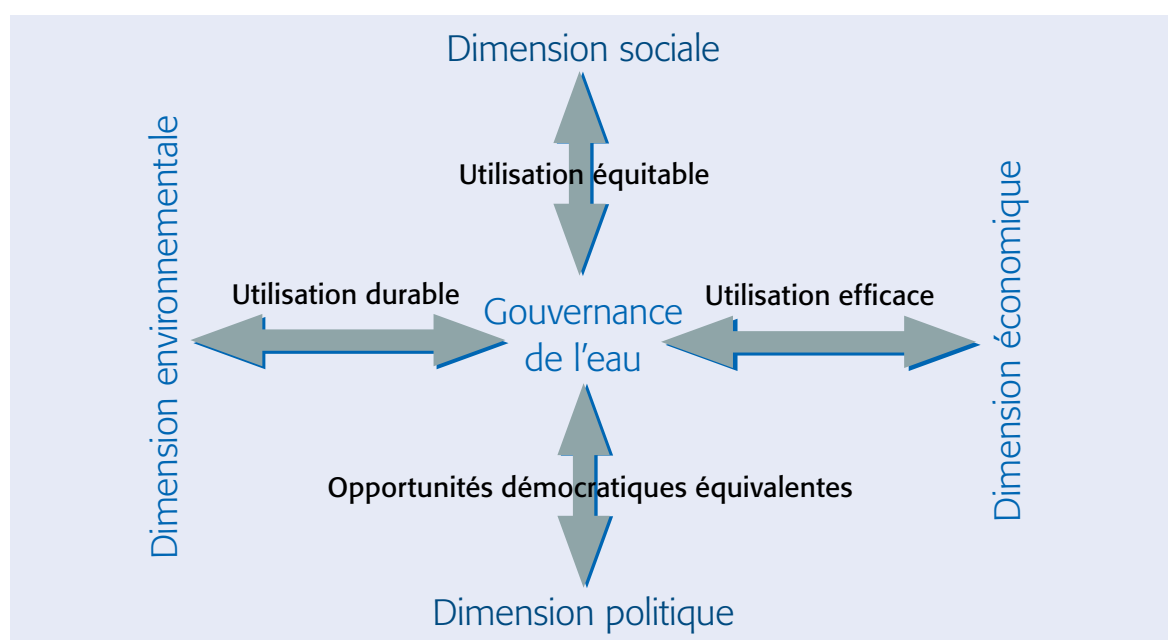 Dimension sociale
Dimension environnementale
Utilisation équitable
Utilisation durable
Gouvernance
de l'eau
Utilisation efficace
Dimension économique
Opportunités démocratiques équivalentes
Dimension politique